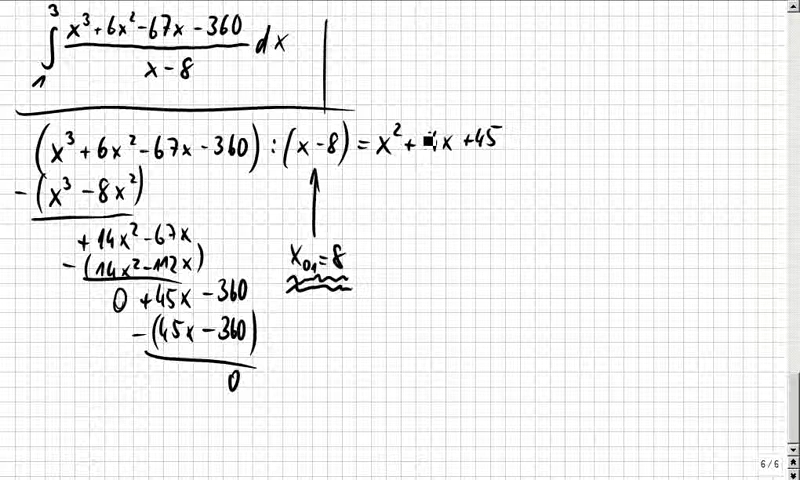 3
∫ x³+6x²-67x-360 / x-8 dx
1
(x³+6x²-67x-360) : (x-8) = x² + x +45
-(x³-8x²)
+14x²-67x
-(14x²-112x)
x₀₁=8
0 +45x -360
-(45x-360)
0
6/6